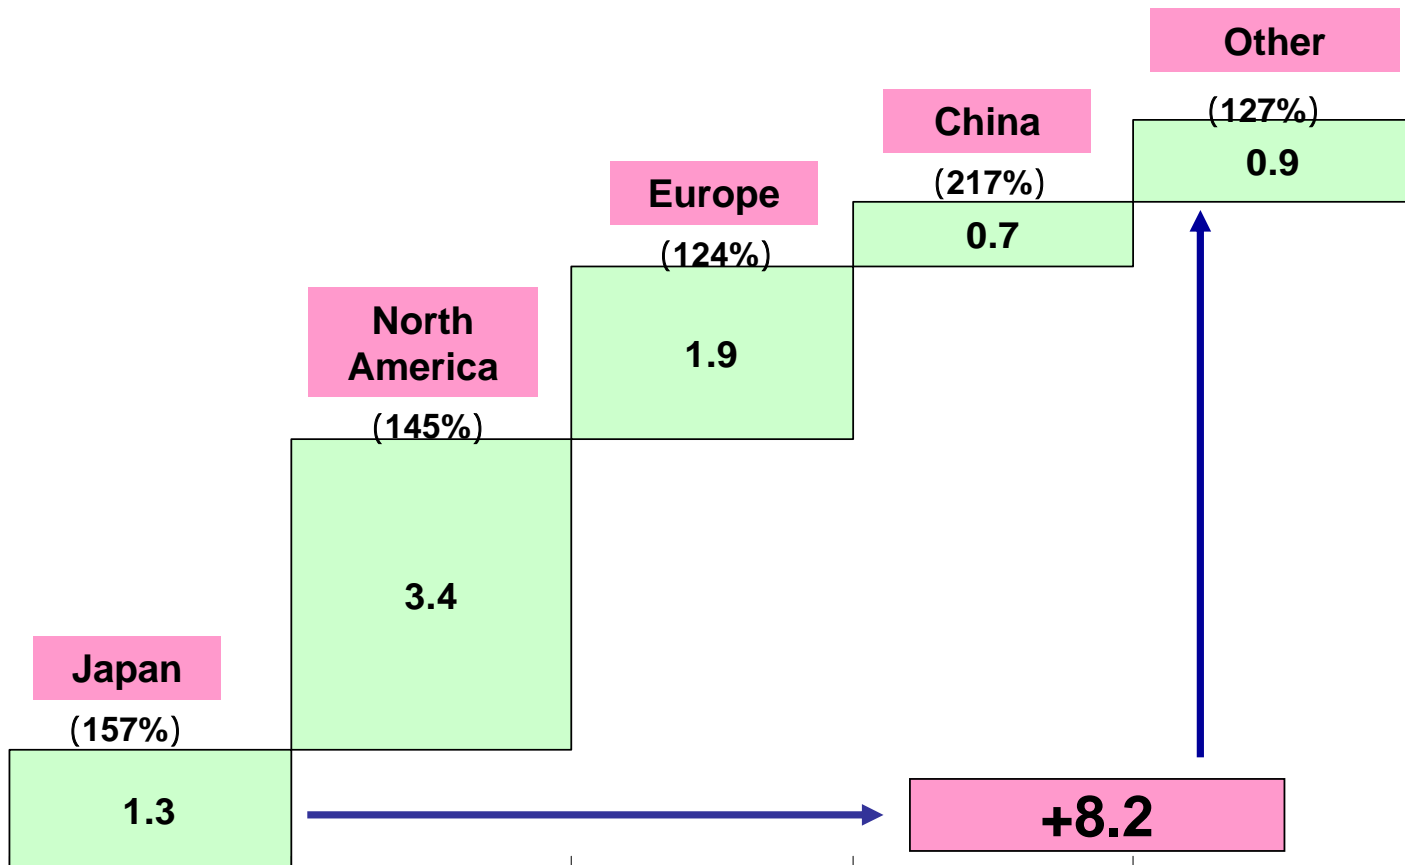 Other
(127%)
0.9
China
(217%)
0.7
Europe
(124%)
1.9
North
America
(145%)
3.4
Japan
(157%)
1.3
+8.2